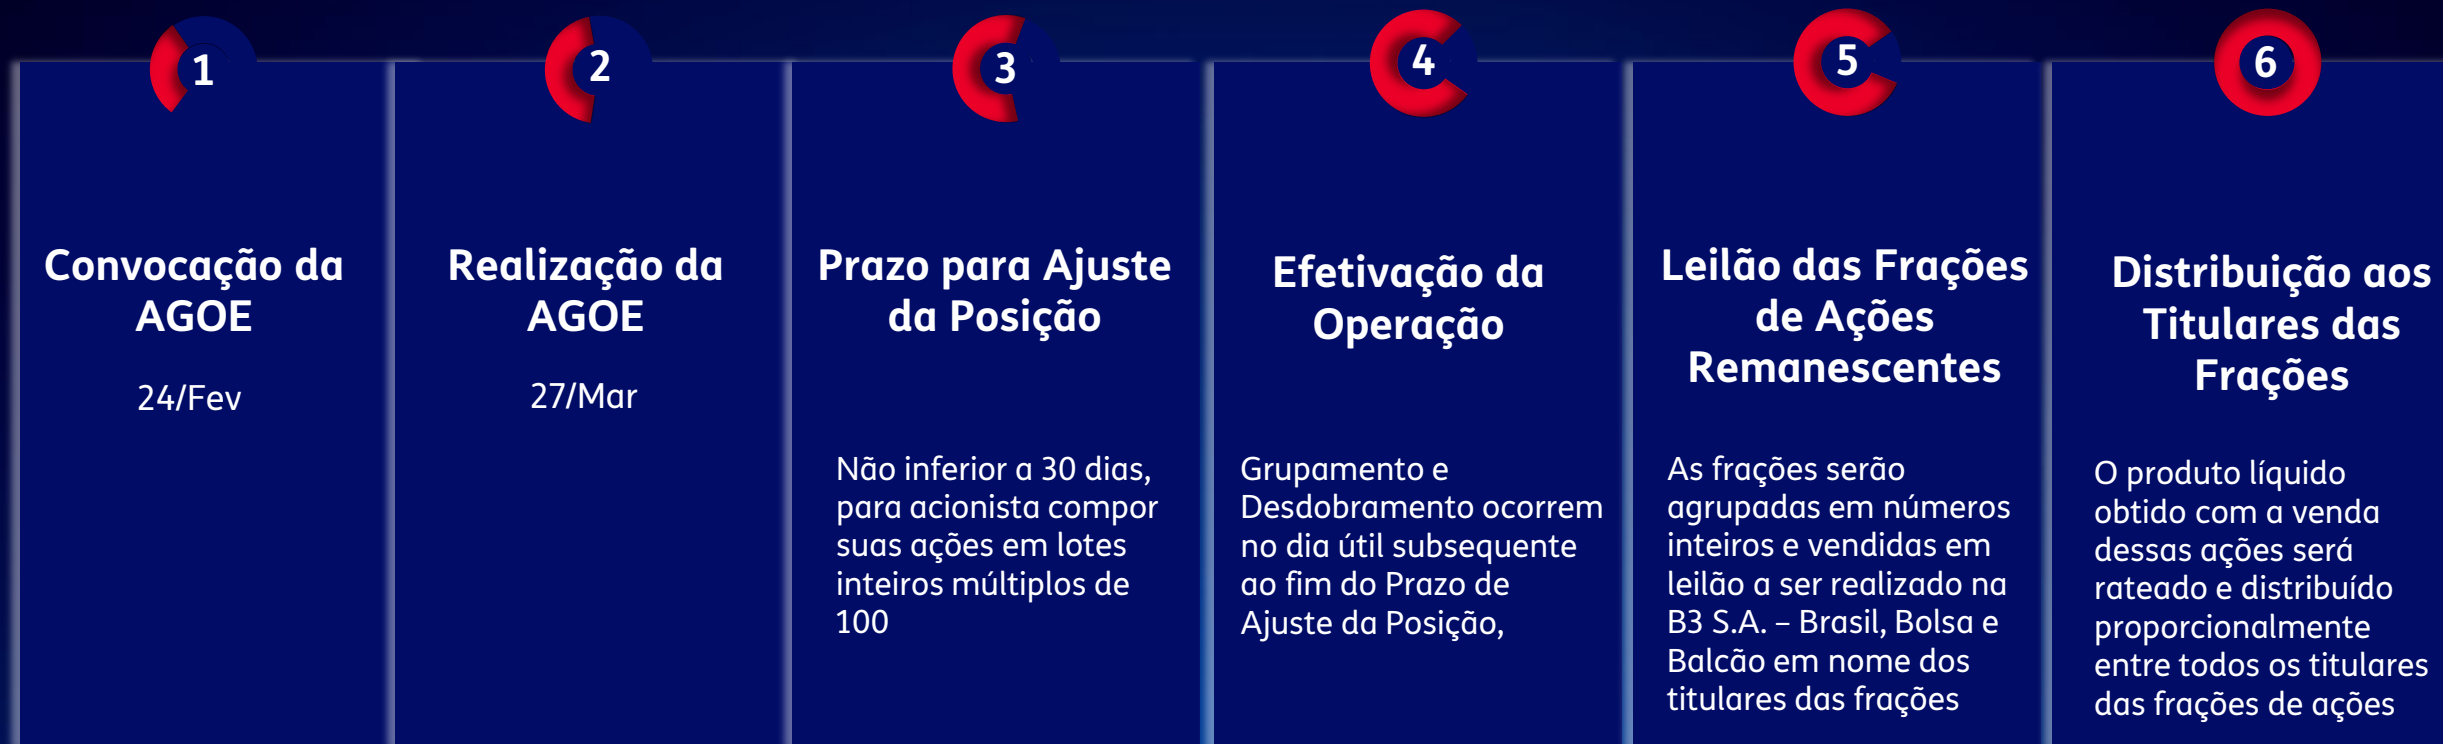 1
Convocação da
AGOE
24/Fev
2
Realização da
AGOE
27/Mar
3
Prazo para Ajuste
da Posição
Não inferior a 30 dias,
para acionista compor
suas ações em lotes
inteiros múltiplos de
100
4
Efetivação da
Operação
Grupamento e
Desdobramento ocorrem
no dia útil subsequente
ao fim do Prazo de
Ajuste da Posição,
5
Leilão das Frações
de Ações
Remanescentes
As frações serão
agrupadas em números
inteiros e vendidas em
leilão a ser realizado na
B3 S.A. – Brasil, Bolsa e
Balcão em nome dos
titulares das frações
6
Distribuição aos
Titulares das
Frações
O produto líquido
obtido com a venda
dessas ações será
rateado e distribuído
proporcionalmente
entre todos os titulares
das frações de ações